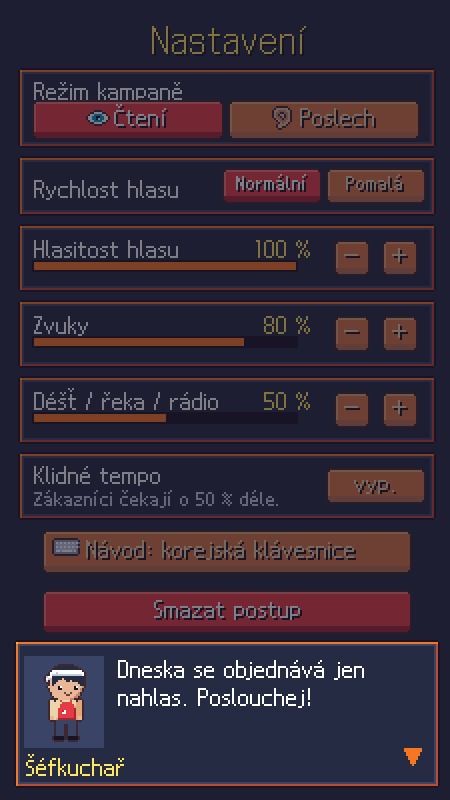 Nastavení
Režim kampaně
Čtení
Poslech
Rychlost hlasu
Normální
Pomalá
Hlasitost hlasu
100 %
−
+
Zvuky
80 %
−
+
Déšť / řeka / rádio
50 %
−
+
Klidné tempo
Zákazníci čekají o 50 % déle.
vyp.
Návod: korejská klávesnice
Smazat postup
Dneska se objednává jen
nahlas. Poslouchej!
Šéfkuchař